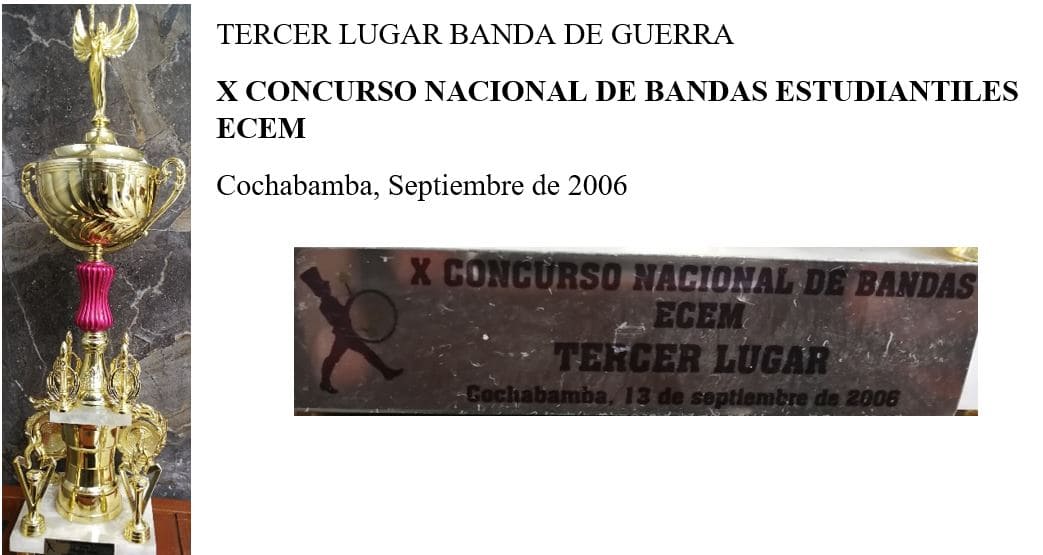 TERCER LUGAR BANDA DE GUERRA
X CONCURSO NACIONAL DE BANDAS ESTUDIANTILES
ECEM
Cochabamba, Septiembre de 2006
X CONCURSO NACIONAL DE BANDAS
ECEM
TERCER LUGAR
Cochabamba, 13 de septiembre de 2006